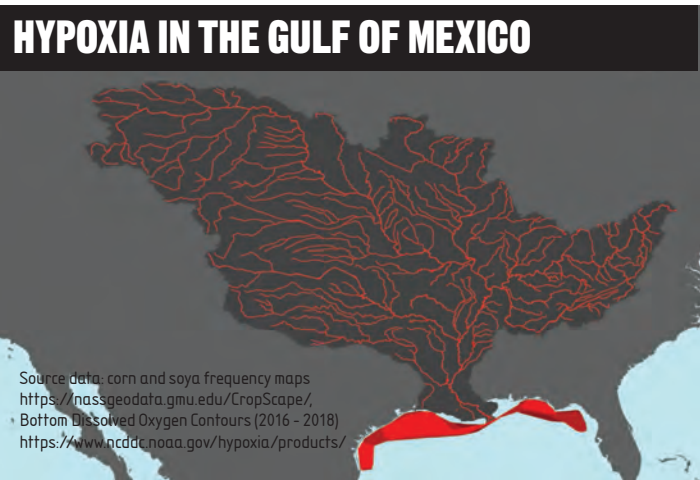 HYPOXIA IN THE GULF OF MEXICO
Source data: corn and soya frequency maps
https://nassgeodata.gmu.edu/CropScape/,
Bottom Dissolved Oxygen Contours (2016 - 2018)
https://www.ncddc.noaa.gov/hypoxia/products/